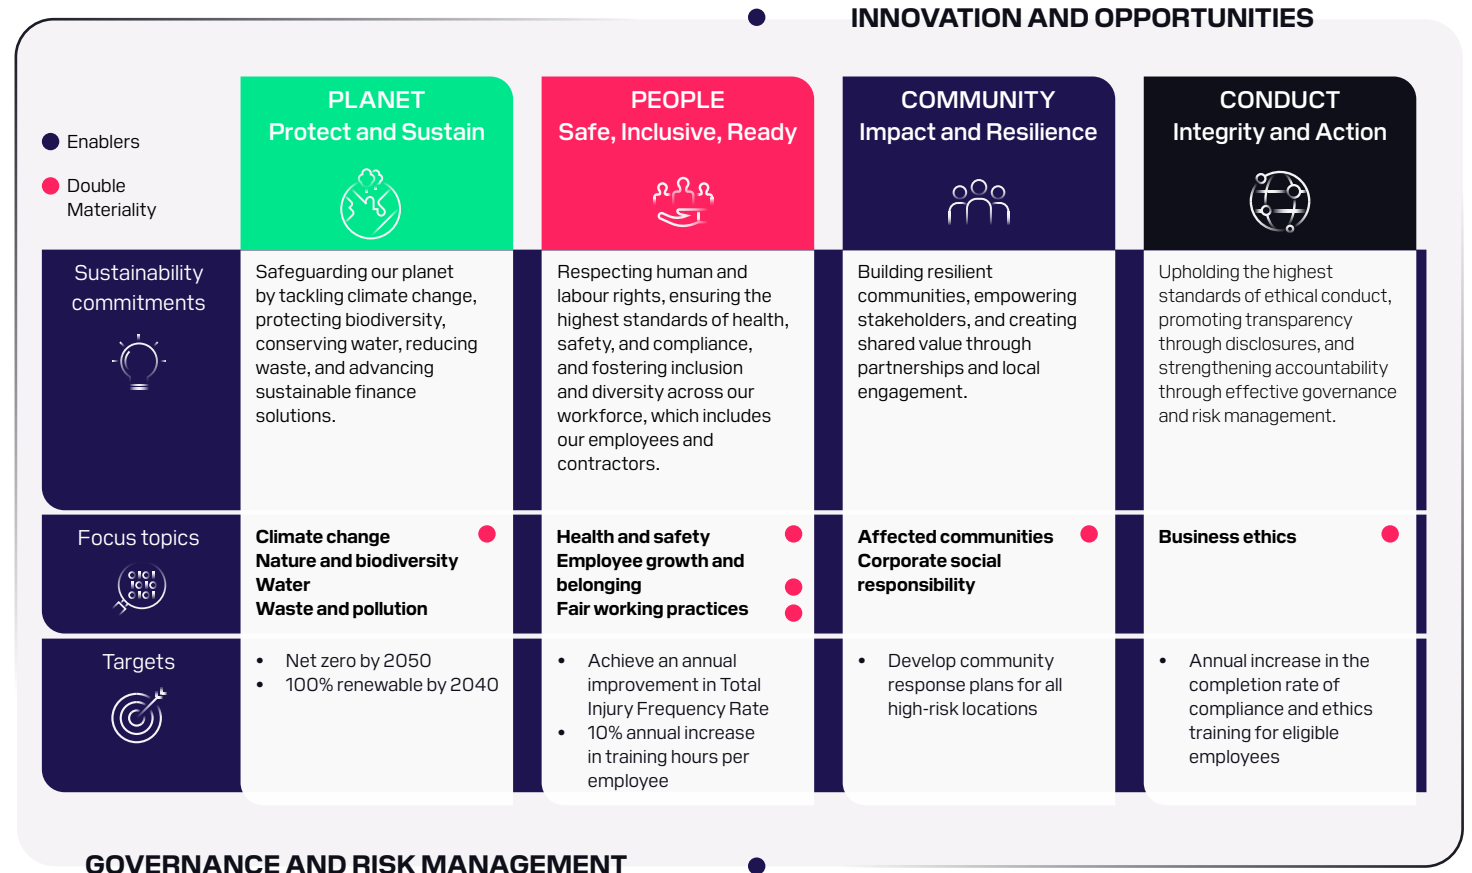 INNOVATION AND OPPORTUNITIES
Enablers
Double
Materiality
PLANET
Protect and Sustain
PEOPLE
Safe, Inclusive, Ready
COMMUNITY
Impact and Resilience
CONDUCT
Integrity and Action
Sustainability
commitments
Safeguarding our planet
by tackling climate change,
protecting biodiversity,
conserving water, reducing
waste, and advancing
sustainable finance
solutions.
Respecting human and
labour rights, ensuring the
highest standards of health,
safety, and compliance,
and fostering inclusion
and diversity across our
workforce, which includes
our employees and
contractors.
Building resilient
communities, empowering
stakeholders, and creating
shared value through
partnerships and local
engagement.
Upholding the highest
standards of ethical conduct,
promoting transparency
through disclosures, and
strengthening accountability
through effective governance
and risk management.
Focus topics
Climate change
Nature and biodiversity
Water
Waste and pollution
Health and safety
Employee growth and
belonging
Fair working practices
Affected communities
Corporate social
responsibility
Business ethics
Targets
• Net zero by 2050
• 100% renewable by 2040
• Achieve an annual
improvement in Total
Injury Frequency Rate
• 10% annual increase
in training hours per
employee
• Develop community
response plans for all
high-risk locations
• Annual increase in the
completion rate of
compliance and ethics
training for eligible
employees
GOVERNANCE AND RISK MANAGEMENT